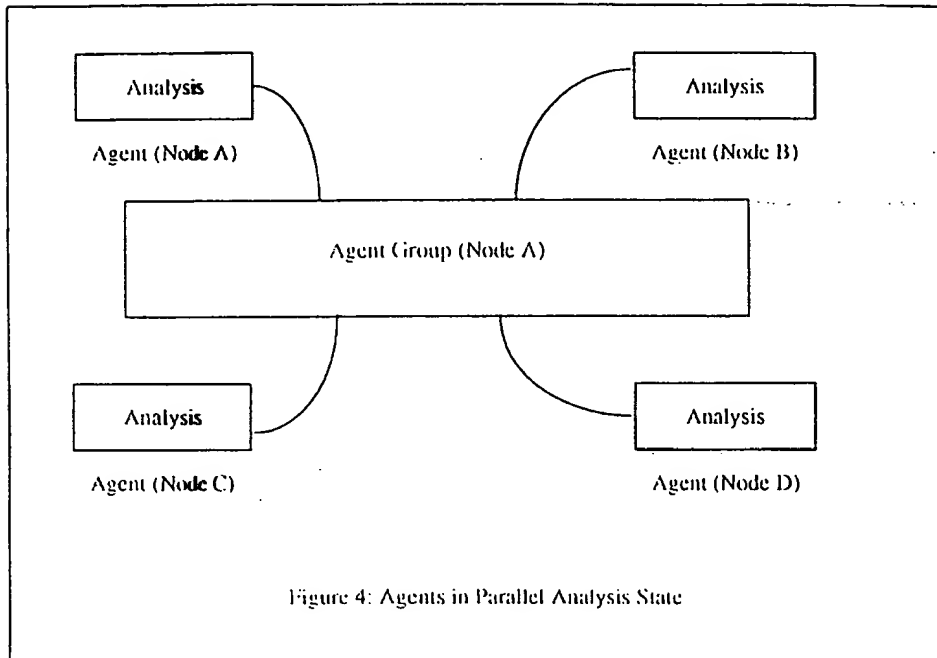 Analysis
Analysis
Agent (Node A)
Agent (Node B)
Agent Group (Node A)
Analysis
Analysis
Agent (Node C)
Agent (Node D)
Figure 4: Agents in Parallel Analysis State